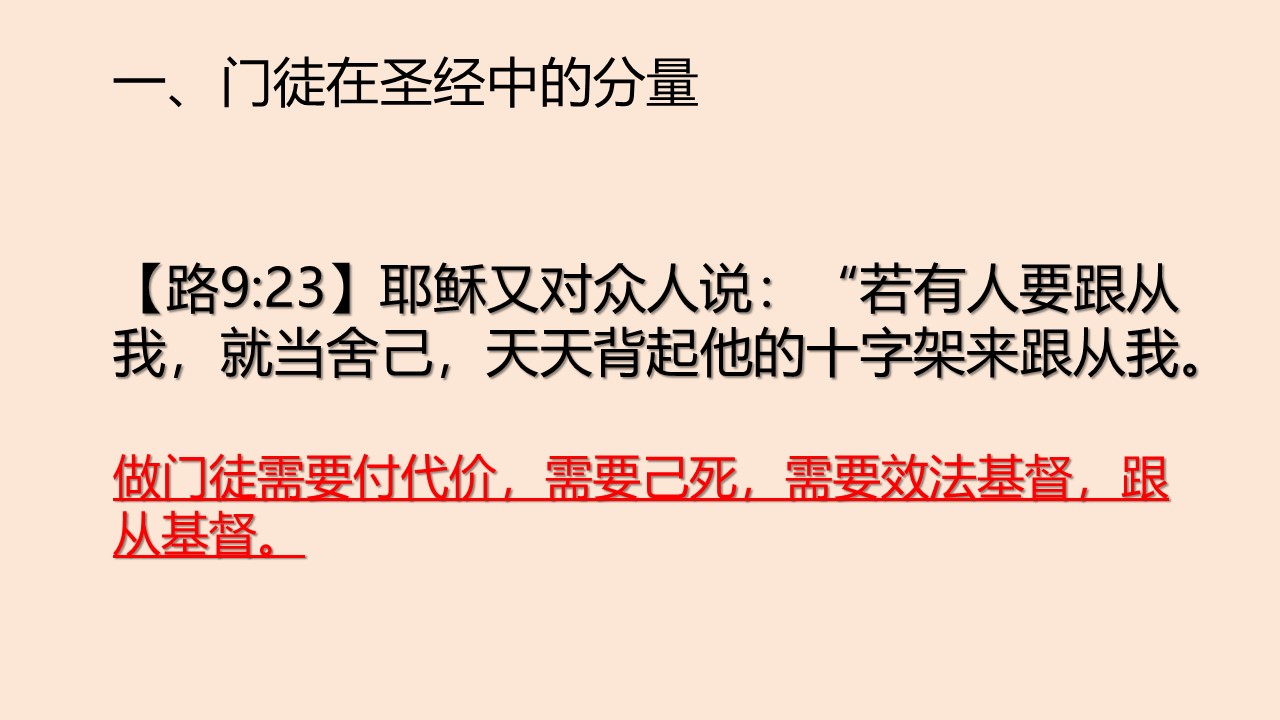 一、门徒在圣经中的分量
【路9:23】耶稣又对众人说：“若有人要跟从
我，就当舍己，天天背起他的十字架来跟从我。
做门徒需要付代价，需要己死，需要效法基督，跟
从基督。